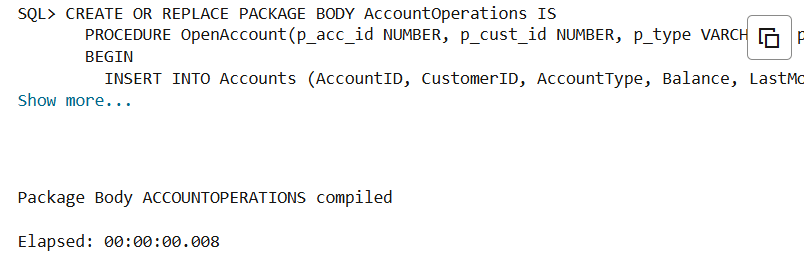 SQL> CREATE OR REPLACE PACKAGE BODY AccountOperations IS
PROCEDURE OpenAccount(p_acc_id NUMBER, p_cust_id NUMBER, p_type VARCH p
BEGIN
INSERT INTO Accounts (AccountID, CustomerID, AccountType, Balance, LastMo
Show more...
Package Body ACCOUNTOPERATIONS compiled
Elapsed: 00:00:00.008